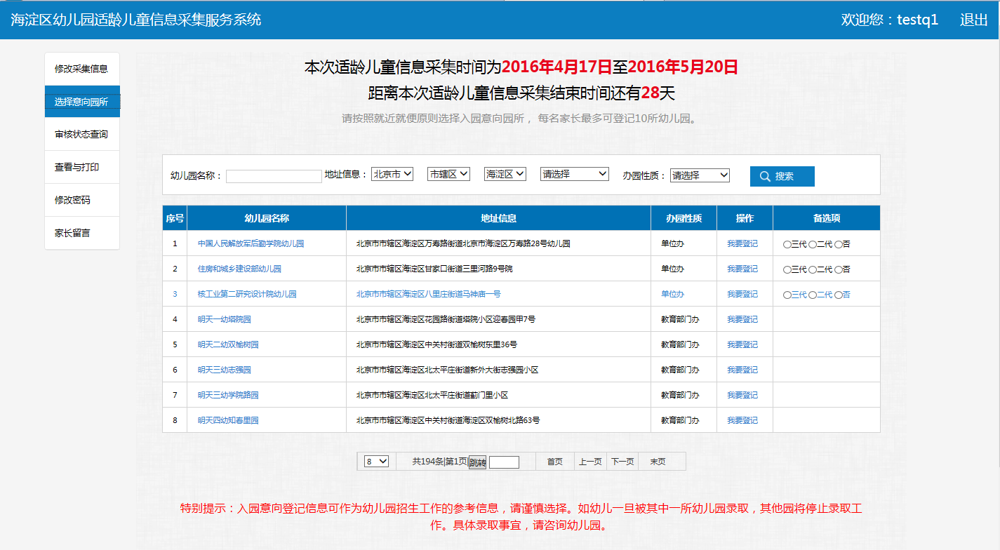 海淀区幼儿园适龄儿童信息采集服务系统 欢迎您：testq1 退出
修改采集信息
选择意向园所
审核状态查询
查看与打印
修改密码
家长留言
本次适龄儿童信息采集时间为2016年4月17日至2016年5月20日
距离本次适龄儿童信息采集结束时间还有28天
请按照就近就便原则选择入园意向园所， 每名家长最多可登记10所幼儿园。
幼儿园名称： 地址信息： 北京市 市辖区 海淀区 请选择 办园性质： 请选择 搜索
序号 幼儿园名称 地址信息 办园性质 操作 备选项
1 中国人民解放军后勤学院幼儿园 北京市市辖区海淀区万寿路街道北京市海淀区万寿路28号幼儿园 单位办 我要登记 三代 二代 否
2 住房和城乡建设部幼儿园 北京市市辖区海淀区甘家口街道三里河路9号院 单位办 我要登记 三代 二代 否
3 核工业第二研究设计院幼儿园 北京市市辖区海淀区八里庄街道马神庙一号 单位办 我要登记 三代 二代 否
4 明天一幼塔院园 北京市市辖区海淀区花园路街道塔院小区迎春园甲7号 教育部门办 我要登记
5 明天二幼双榆树园 北京市市辖区海淀区中关村街道双榆树东里36号 教育部门办 我要登记
6 明天三幼志强园 北京市市辖区海淀区北太平庄街道新外大街志强园小区 教育部门办 我要登记
7 明天三幼学院路园 北京市市辖区海淀区北太平庄街道蓟门里小区 教育部门办 我要登记
8 明天四幼知春里园 北京市市辖区海淀区中关村街道海淀区双榆树北路63号 教育部门办 我要登记
8 共194条|第1页| 跳转 首页 上一页 下一页 末页
特别提示：入园意向登记信息可作为幼儿园招生工作的参考信息，请谨慎选择。如幼儿一旦被其中一所幼儿园录取，其他园将停止录取工
作。具体录取事宜，请咨询幼儿园。